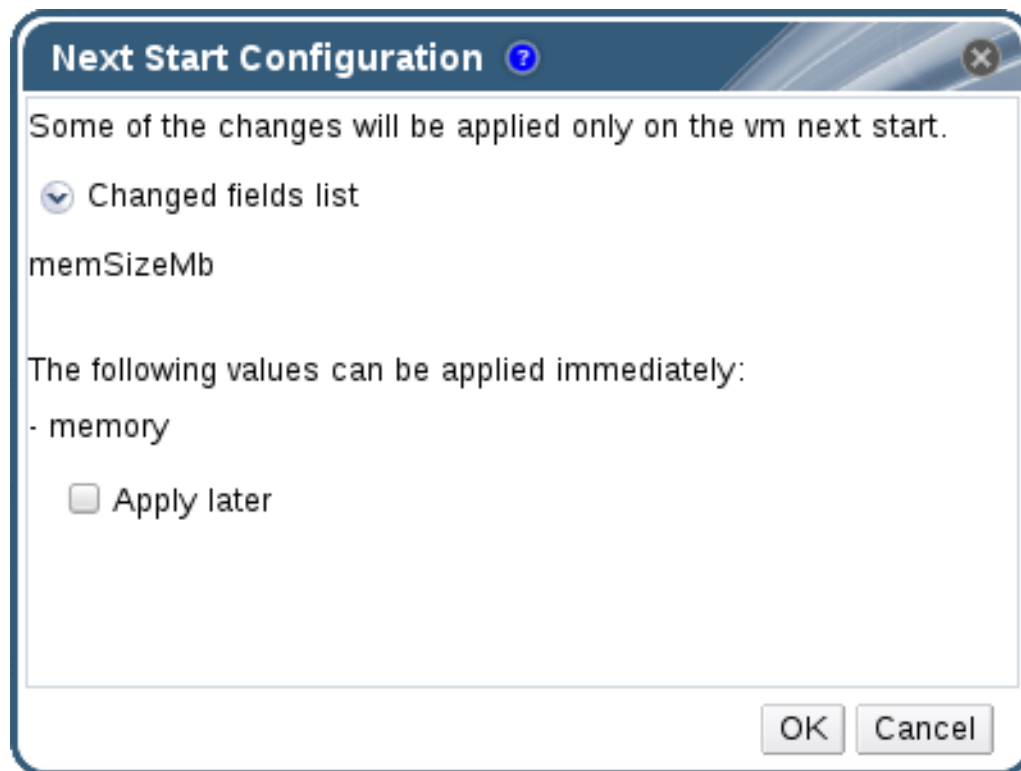 Next Start Configuration ?
Some of the changes will be applied only on the vm next start.
Changed fields list
memSizeMb
The following values can be applied immediately:
- memory
Apply later
OK Cancel